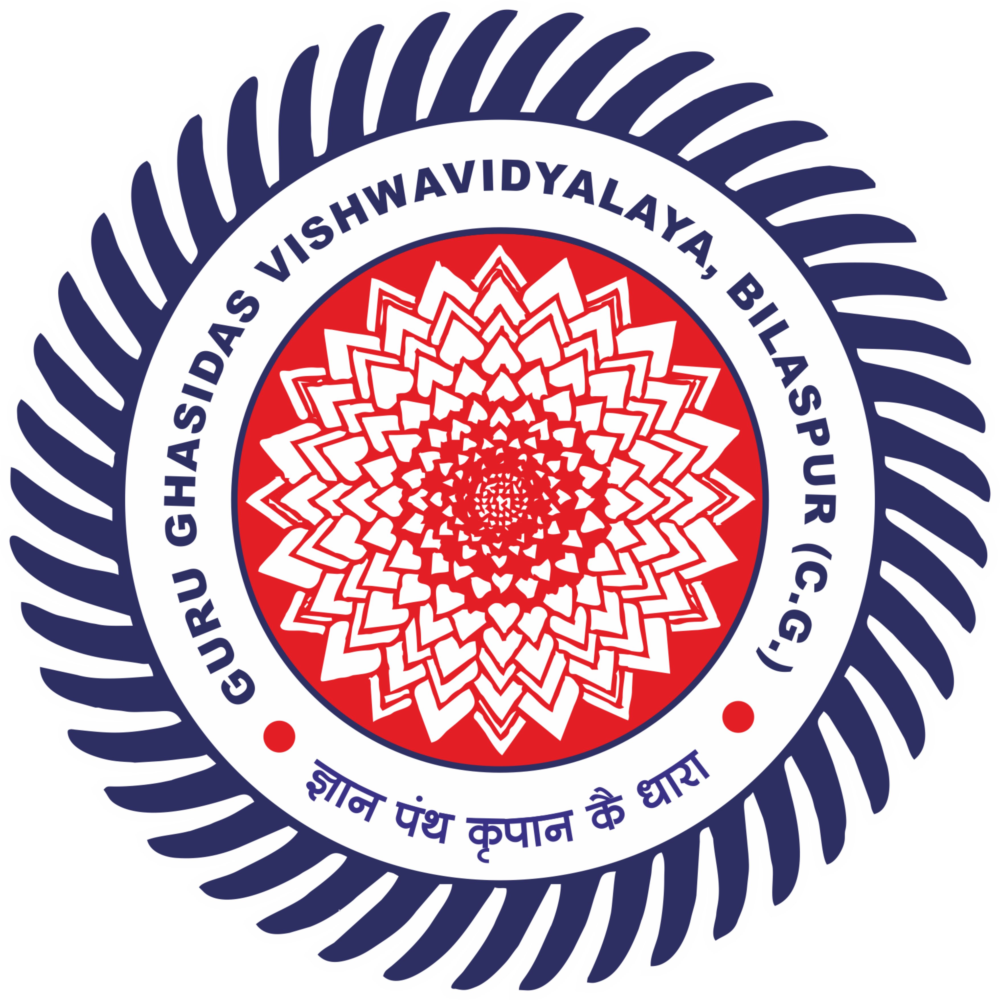 GURU GHASIDAS VISHWAVIDYALAYA, BILASPUR, (C.G.)
ज्ञान पंथ कृपान कै धारा